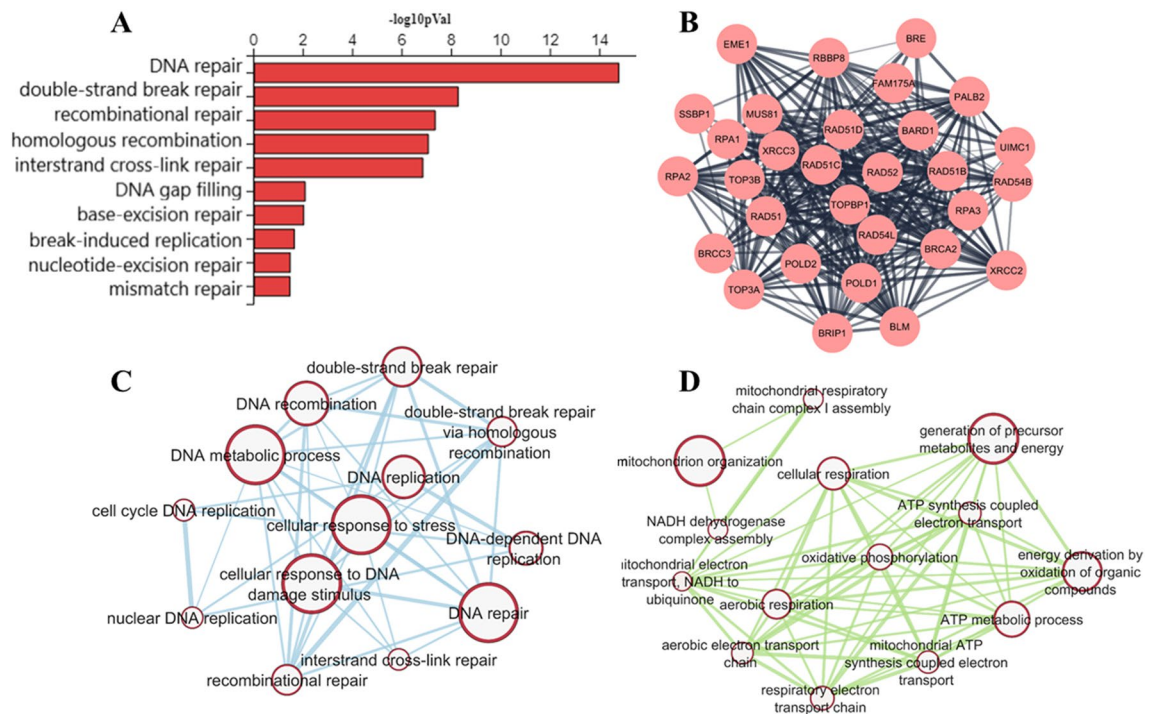 A
-log10pVal
0 2 4 6 8 10 12 14
DNA repair
double-strand break repair
recombinational repair
homologous recombination
interstrand cross-link repair
DNA gap filling
base-excision repair
break-induced replication
nucleotide-excision repair
mismatch repair
B
EME1
BRE
RBBP8
FAM175A
PALB2
SSBP1
MUS81
RAD51D
BARD1
RPA1
XRCC3
UIMC1
RAD51C
RAD52
RAD51B
RPA2
TOP3B
RAD54B
TOPBP1
RPA3
RAD51
RAD54L
BRCA2
BRCC3
POLD2
XRCC2
TOP3A
POLD1
BRIP1
BLM
C
double-strand break repair
DNA recombination
double-strand break repair
via homologous
recombination
DNA metabolic process
DNA replication
cell cycle DNA replication
cellular response to stress
DNA-dependent DNA
replication
cellular response to DNA
damage stimulus
nuclear DNA replication
DNA repair
interstrand cross-link repair
recombinational repair
D
mitochondrial respiratory
chain complex I assembly
generation of precursor
metabolites and energy
mitochondrion organization
cellular respiration
NADH dehydrogenase
complex assembly
ATP synthesis coupled
electron transport
oxidative phosphorylation
energy derivation by
oxidation of organic
compounds
itochondrial electron
transport, NADH to
ubiquinone
aerobic respiration
ATP metabolic process
aerobic electron transport
chain
mitochondrial ATP
synthesis coupled electron
transport
respiratory electron
transport chain